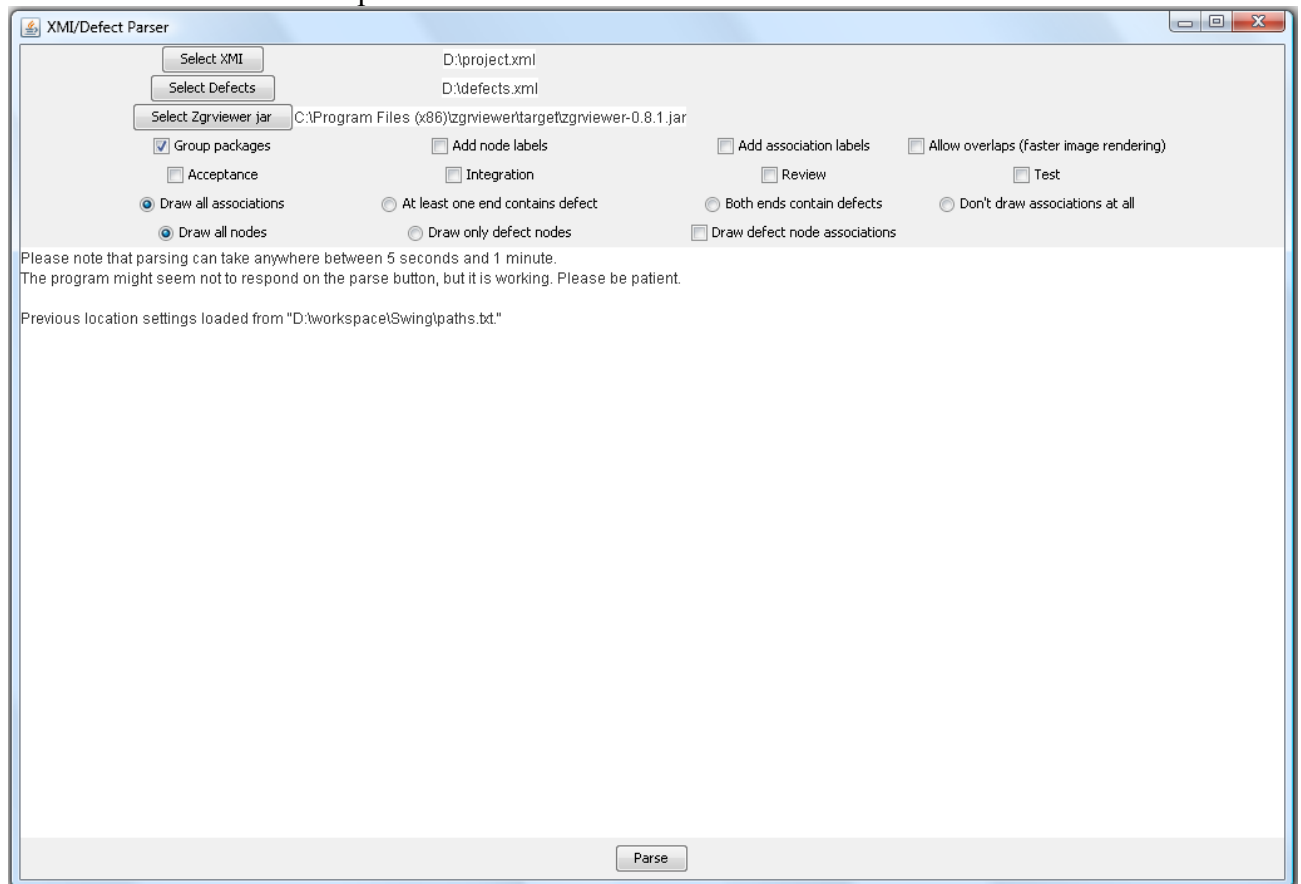 XMI/Defect Parser
Select XMI D:\project.xml
Select Defects D:\defects.xml
Select Zgrviewer jar C:\Program Files (x86)\zgrviewer\target\zgrviewer-0.8.1.jar
Group packages Add node labels Add association labels Allow overlaps (faster image rendering)
Acceptance Integration Review Test
Draw all associations At least one end contains defect Both ends contain defects Don't draw associations at all
Draw all nodes Draw only defect nodes Draw defect node associations
Please note that parsing can take anywhere between 5 seconds and 1 minute.
The program might seem not to respond on the parse button, but it is working. Please be patient.
Previous location settings loaded from "D:\workspace\Swing\paths.txt."
Parse